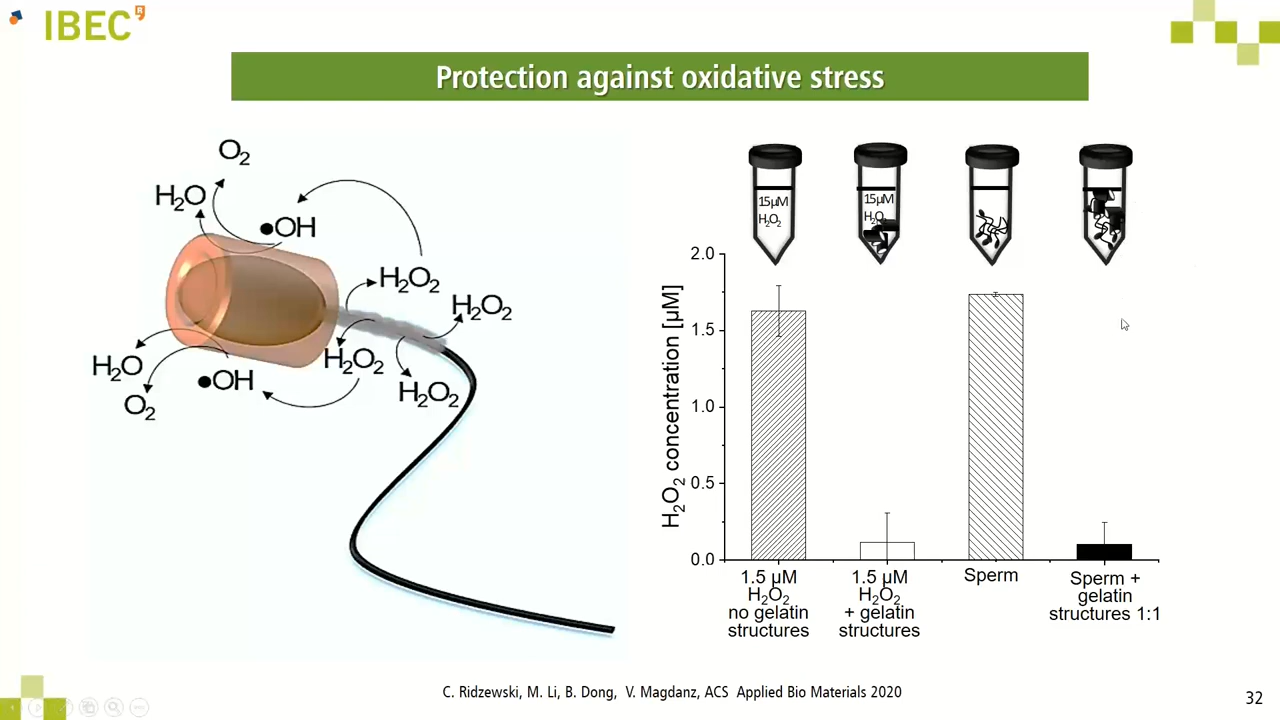 IBEC R
Protection against oxidative stress
O₂
H₂O
●OH
H₂O₂
H₂O₂
H₂O
H₂O₂
●OH
H₂O₂
O₂
15µM
H₂O₂
15µM
H₂O₂
H₂O₂ concentration [µM]
2.0
1.5
1.0
0.5
0.0
1.5 µM
H₂O₂
no gelatin
structures
1.5 µM
H₂O₂
+ gelatin
structures
Sperm
Sperm +
gelatin
structures 1:1
C. Ridzewski, M. Li, B. Dong, V. Magdanz, ACS Applied Bio Materials 2020
32